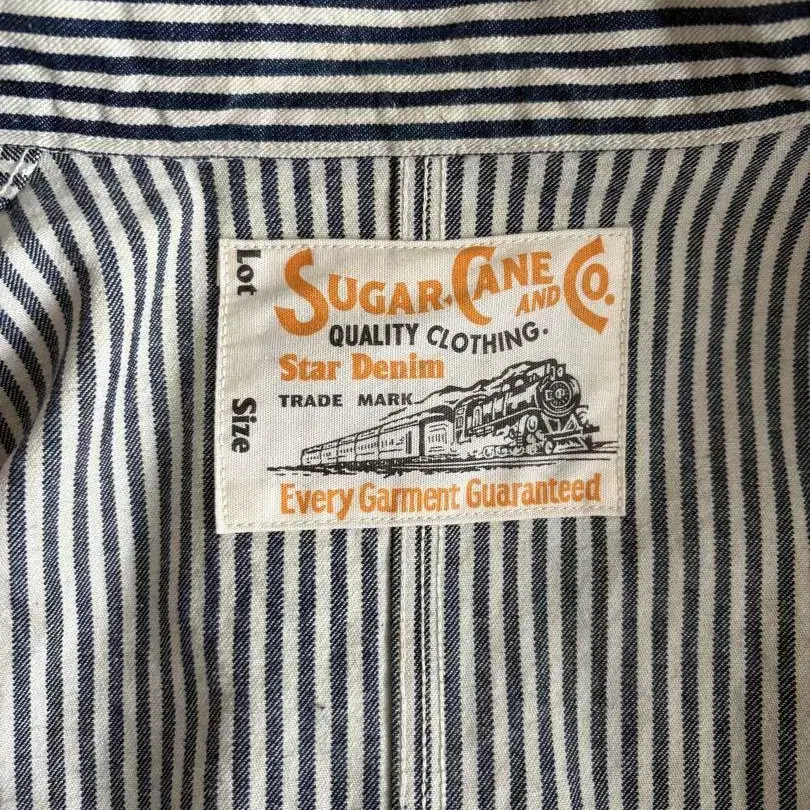 Lot
Size
SUGAR-CANE AND CO.
QUALITY CLOTHING.
Star Denim
TRADE MARK
Every Garment Guaranteed